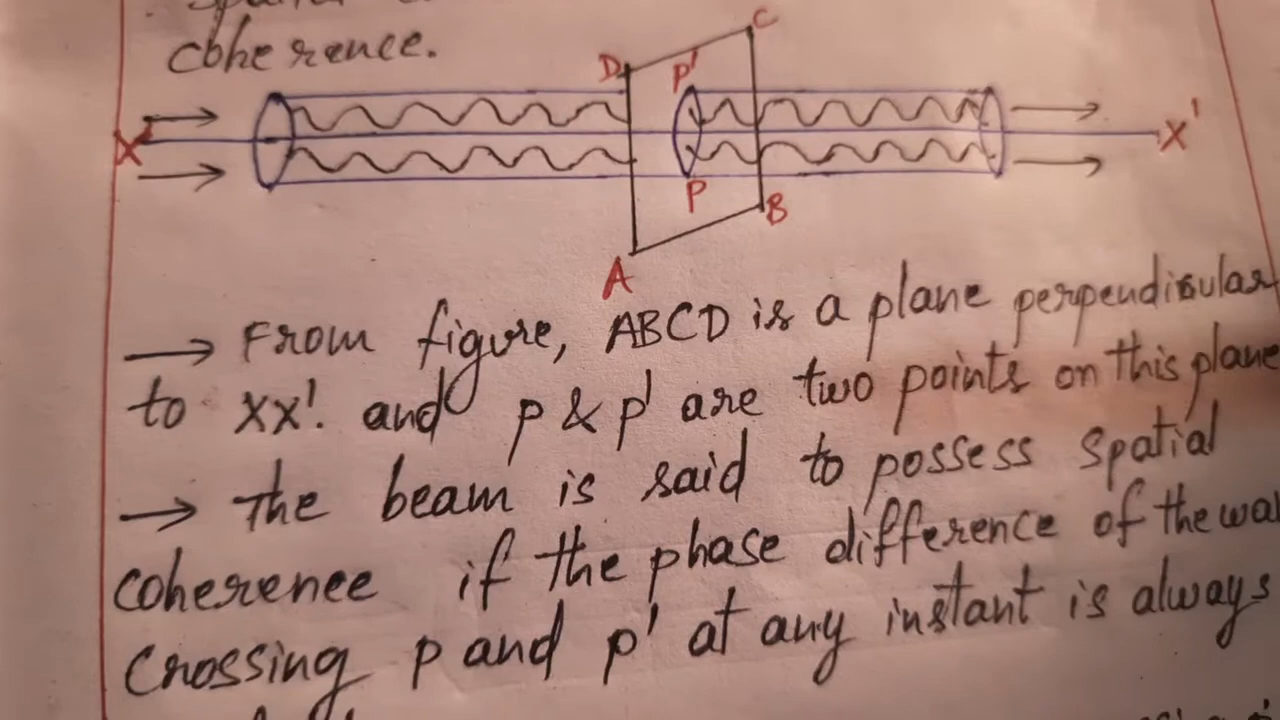 coherence.
D
C
P'
X
X'
P
B
A
→ From figure, ABCD is a plane perpendicular
to XX'. and P & P' are two points on this plane
→ The beam is said to possess spatial
coherence if the phase difference of the
crossing P and P' at any instant is always